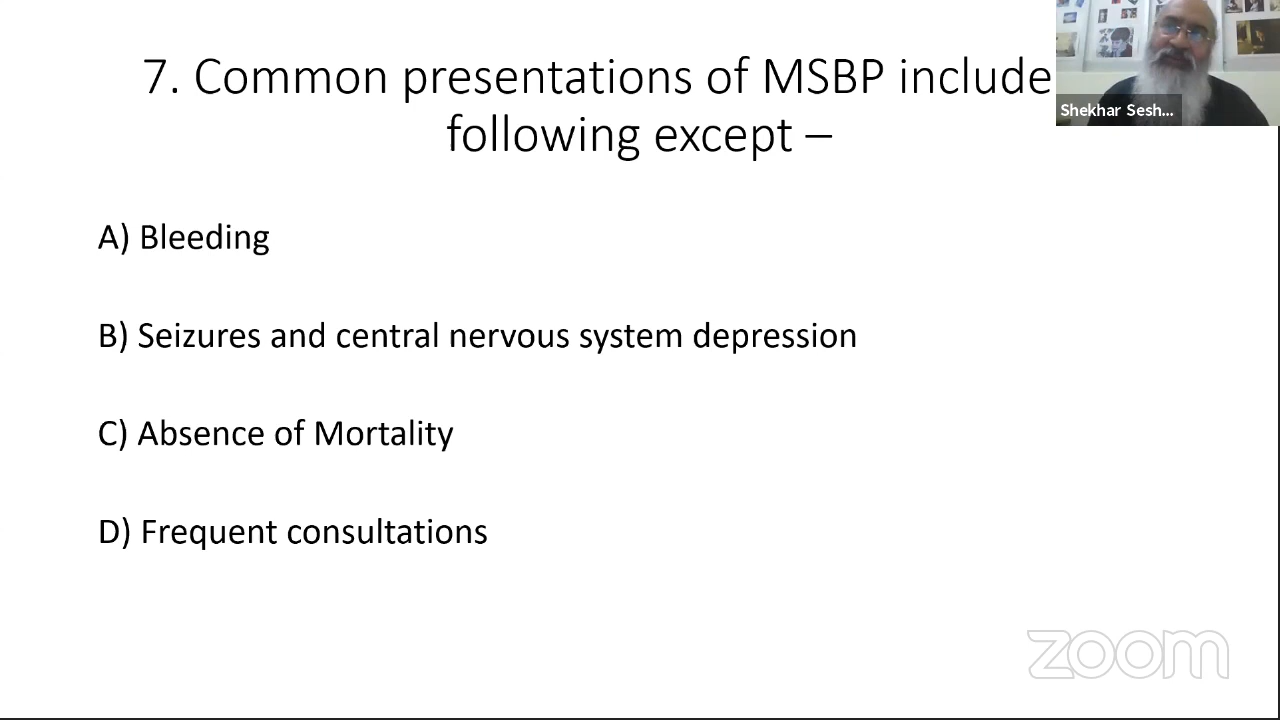 7. Common presentations of MSBP include
following except –
Shekhar Sesh...
A) Bleeding
B) Seizures and central nervous system depression
C) Absence of Mortality
D) Frequent consultations
zoom